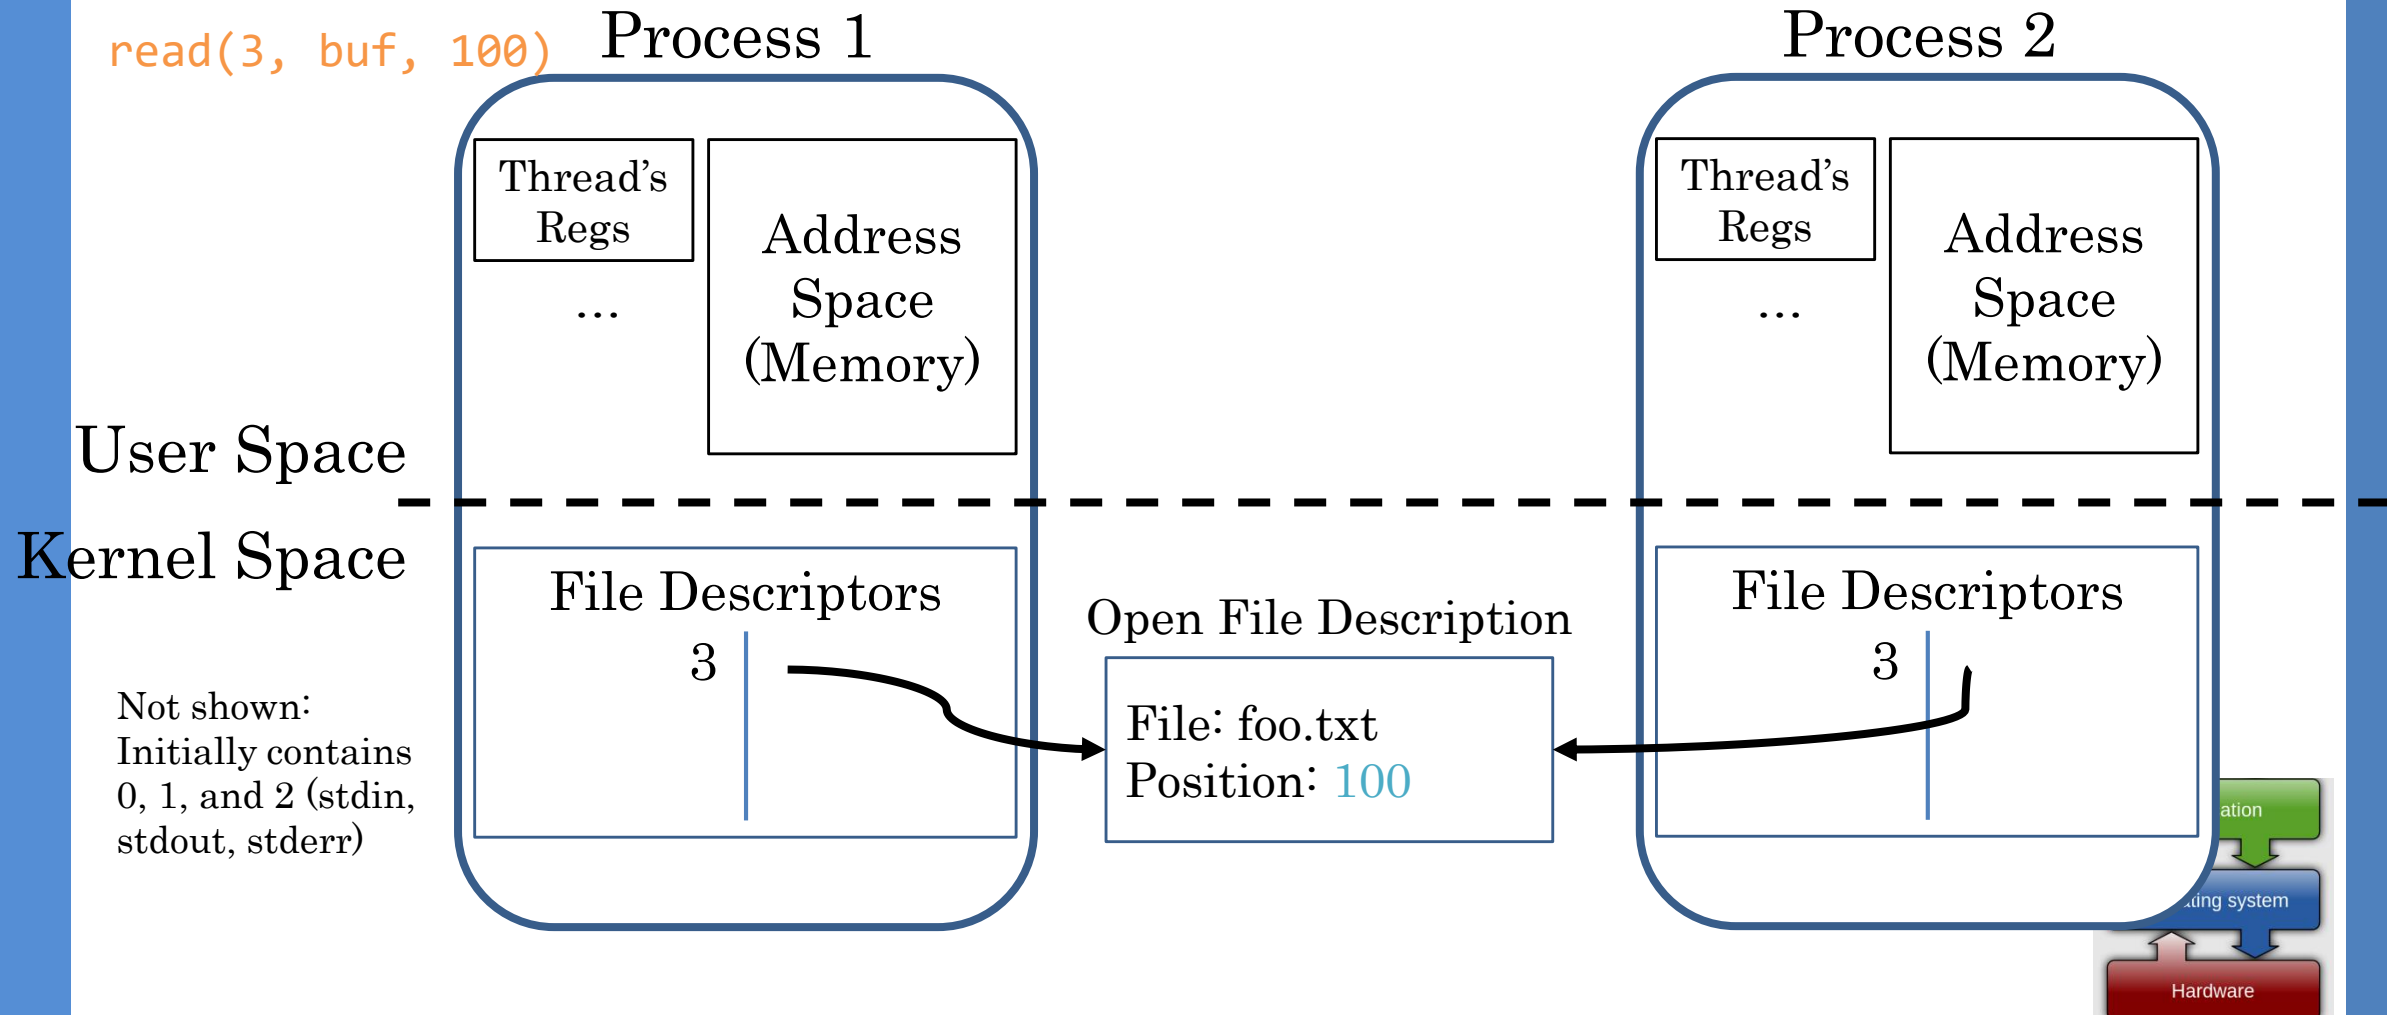 read(3, buf, 100)
Process 1
Process 2
Thread’s
Regs
...
Address
Space
(Memory)
Thread’s
Regs
...
Address
Space
(Memory)
User Space
Kernel Space
File Descriptors
3
Open File Description
File: foo.txt
Position: 100
File Descriptors
3
Not shown:
Initially contains
0, 1, and 2 (stdin,
stdout, stderr)
system
Hardware